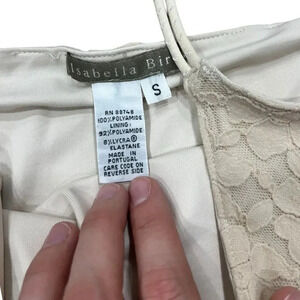 Isabella Bir
S
RN 89748
100% POLYAMIDE
LINING:
92% POLYAMIDE
8% LYCRA®
ELASTANE
MADE IN
PORTUGAL
CARE CODE ON
REVERSE SIDE